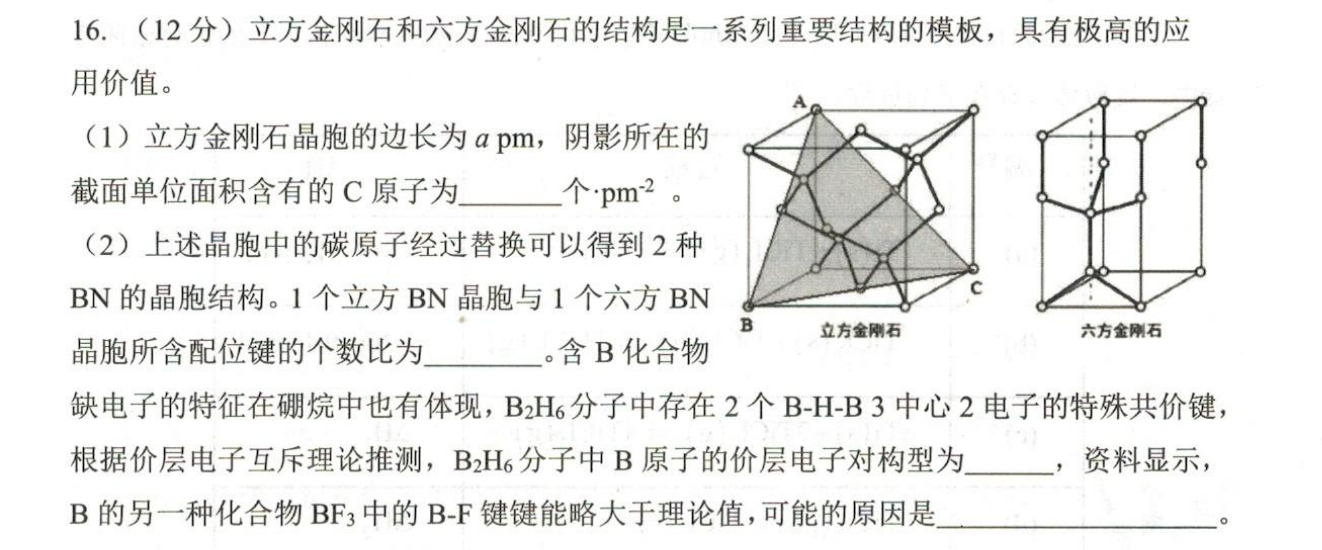 16. （12 分）立方金刚石和六方金刚石的结构是一系列重要结构的模板，具有极高的应
用价值。
（1）立方金刚石晶胞的边长为 a pm，阴影所在的
截面单位面积含有的 C 原子为______个·pm⁻² 。
（2）上述晶胞中的碳原子经过替换可以得到 2 种
BN 的晶胞结构。1 个立方 BN 晶胞与 1 个六方 BN
晶胞所含配位键的个数比为______。含 B 化合物
A
B
C
立方金刚石
六方金刚石
缺电子的特征在硼烷中也有体现，B₂H₆ 分子中存在 2 个 B-H-B 3 中心 2 电子的特殊共价键，
根据价层电子互斥理论推测，B₂H₆ 分子中 B 原子的价层电子对构型为______，资料显示，
B 的另一种化合物 BF₃ 中的 B-F 键键能略大于理论值，可能的原因是________________。